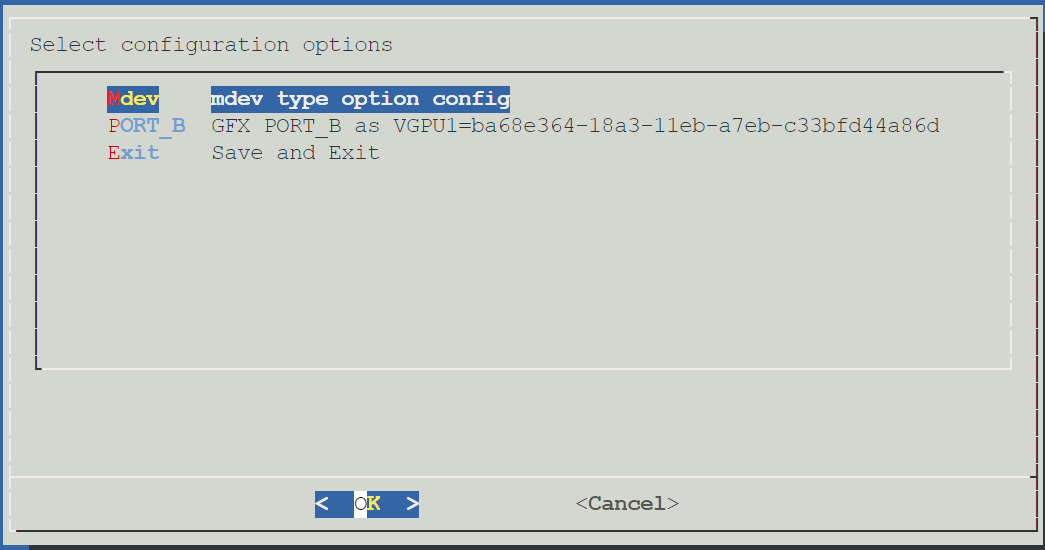 Select configuration options
Mdev mdev type option config
PORT_B GFX PORT_B as VGPU1=ba68e364-18a3-11eb-a7eb-c33bfd44a86d
Exit Save and Exit
< OK > <Cancel>